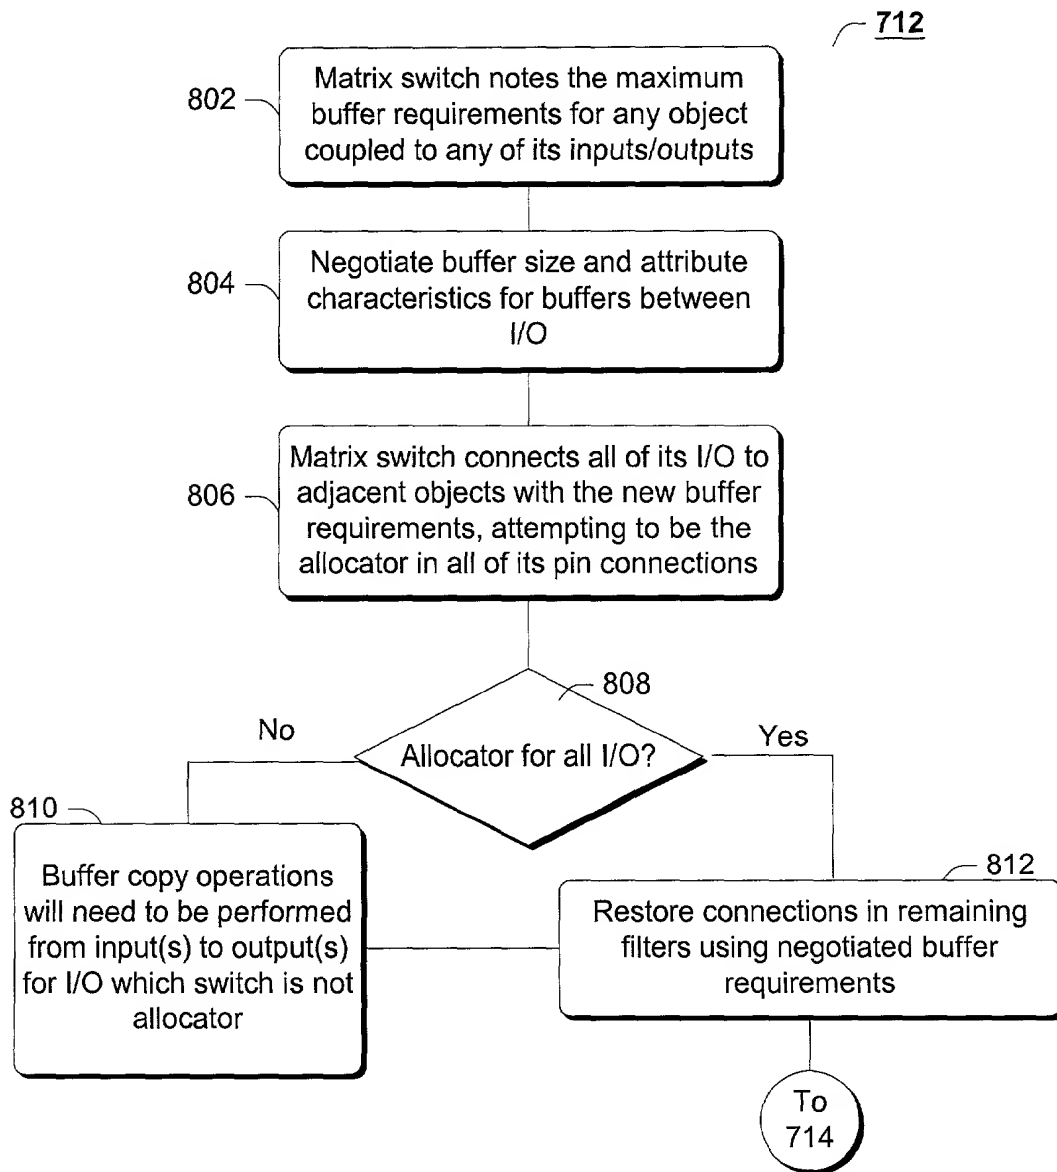 712
802
Matrix switch notes the maximum
buffer requirements for any object
coupled to any of its inputs/outputs
804
Negotiate buffer size and attribute
characteristics for buffers between
I/O
806
Matrix switch connects all of its I/O to
adjacent objects with the new buffer
requirements, attempting to be the
allocator in all of its pin connections
808
No
Allocator for all I/O?
Yes
810
Buffer copy operations
will need to be performed
from input(s) to output(s)
for I/O which switch is not
allocator
812
Restore connections in remaining
filters using negotiated buffer
requirements
To
714